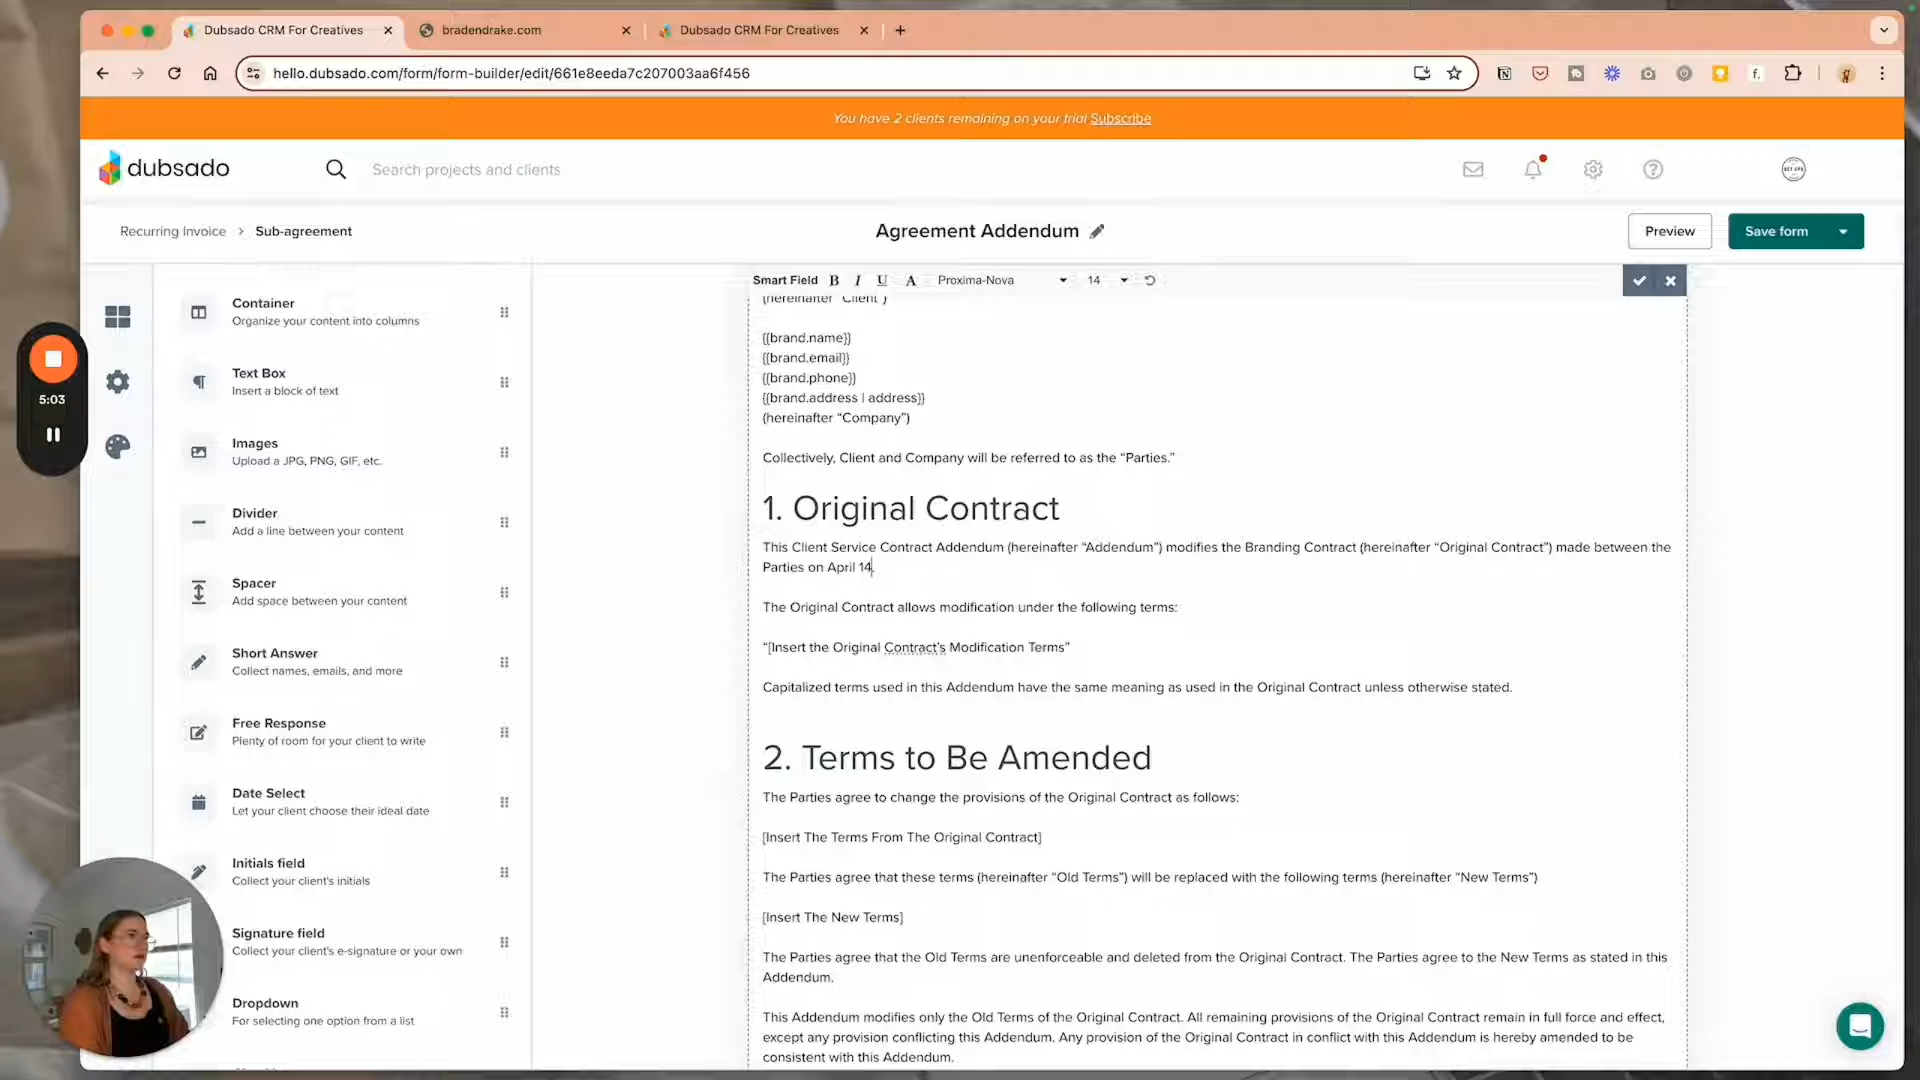 Dubsado CRM For Creatives
bradendrake.com
Dubsado CRM For Creatives
hello.dubsado.com/form/form-builder/edit/661e8eeda7c207003aa6f456
You have 2 clients remaining on your trial Subscribe
dubsado
Search projects and clients
Recurring Invoice > Sub-agreement
Agreement Addendum
Preview
Save form
5:03
Container
Organize your content into columns
Text Box
Insert a block of text
Images
Upload a JPG, PNG, GIF, etc.
Divider
Add a line between your content
Spacer
Add space between your content
Short Answer
Collect names, emails, and more
Free Response
Plenty of room for your client to write
Date Select
Let your client choose their ideal date
Initials field
Collect your client's initials
Signature field
Collect your client's e-signature or your own
Dropdown
For selecting one option from a list
Smart Field B I U A Proxima-Nova 14
(hereinafter “Client”)
{{brand.name}}
{{brand.email}}
{{brand.phone}}
{{brand.address | address}}
(hereinafter “Company”)
Collectively, Client and Company will be referred to as the “Parties.”
1. Original Contract
This Client Service Contract Addendum (hereinafter “Addendum”) modifies the Branding Contract (hereinafter “Original Contract”) made between the
Parties on April 14.
The Original Contract allows modification under the following terms:
“[Insert the Original Contract’s Modification Terms”
Capitalized terms used in this Addendum have the same meaning as used in the Original Contract unless otherwise stated.
2. Terms to Be Amended
The Parties agree to change the provisions of the Original Contract as follows:
[Insert The Terms From The Original Contract]
The Parties agree that these terms (hereinafter “Old Terms”) will be replaced with the following terms (hereinafter “New Terms”)
[Insert The New Terms]
The Parties agree that the Old Terms are unenforceable and deleted from the Original Contract. The Parties agree to the New Terms as stated in this
Addendum.
This Addendum modifies only the Old Terms of the Original Contract. All remaining provisions of the Original Contract remain in full force and effect,
except any provision conflicting this Addendum. Any provision of the Original Contract in conflict with this Addendum is hereby amended to be
consistent with this Addendum.